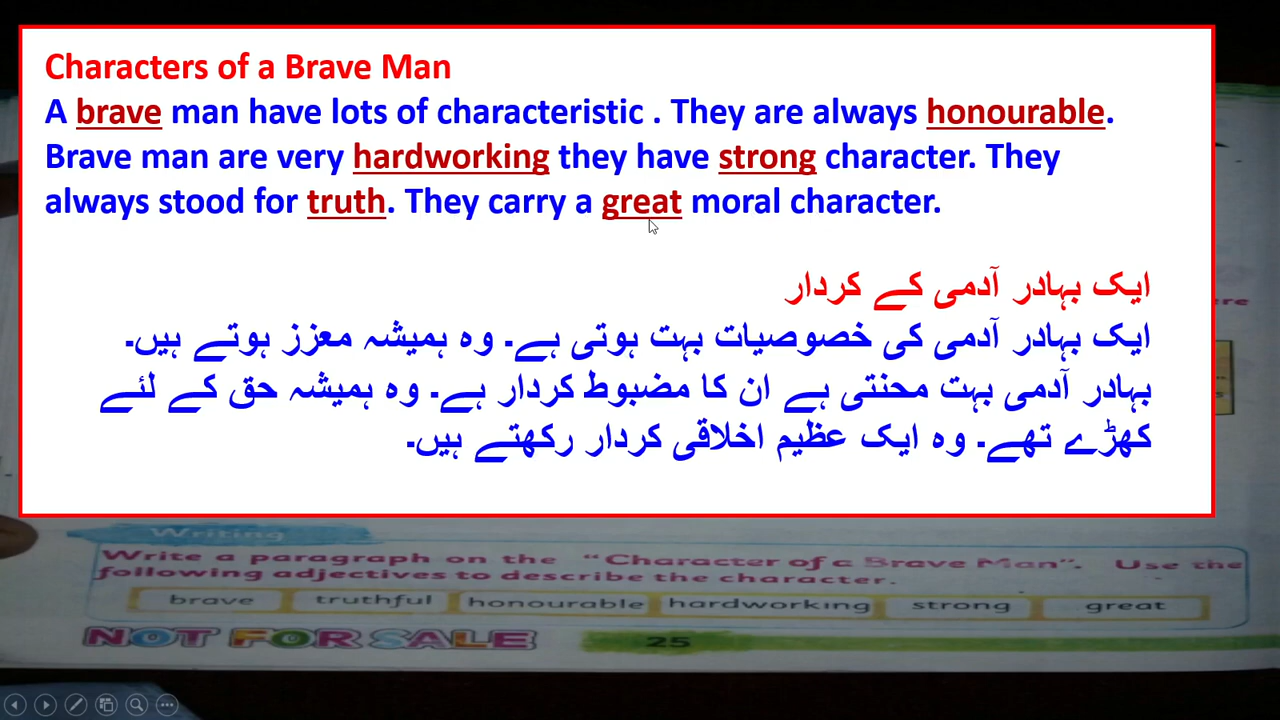 Characters of a Brave Man
A brave man have lots of characteristic . They are always honourable.
Brave man are very hardworking they have strong character. They
always stood for truth. They carry a great moral character.
ایک بہادر آدمی کے کردار
ایک بہادر آدمی کی خصوصیات بہت ہوتی ہے۔ وہ ہمیشہ معزز ہوتے ہیں۔
بہادر آدمی بہت محنتی ہے ان کا مضبوط کردار ہے۔ وہ ہمیشہ حق کے لئے
کھڑے تھے۔ وہ ایک عظیم اخلاقی کردار رکھتے ہیں۔
Writing
Write a paragraph on the “Character of a Brave Man”. Use the
following adjectives to describe the character.
brave truthful honourable hardworking strong great
NOT FOR SALE 25